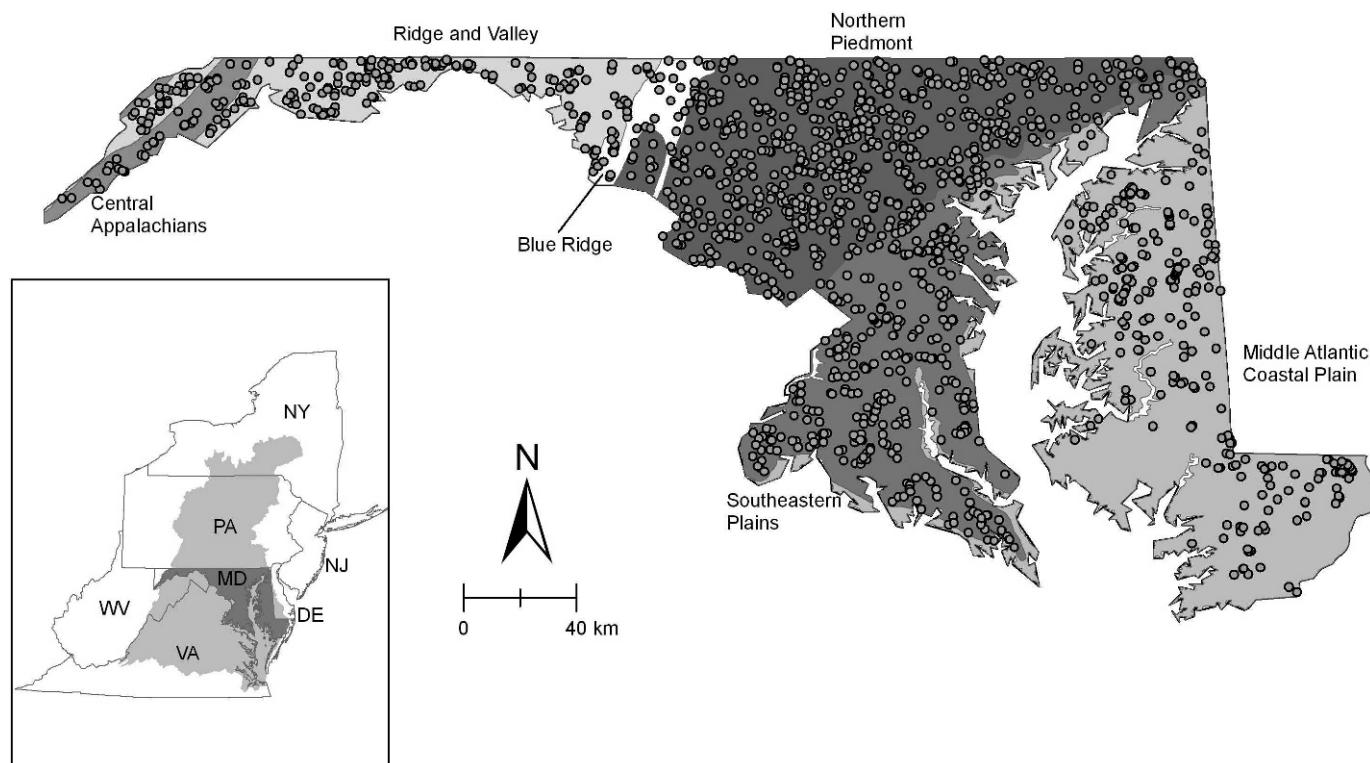 Northern
Piedmont
Ridge and Valley
Central
Appalachians
Blue Ridge
Middle Atlantic
Coastal Plain
Southeastern
Plains
N
0 40 km
NY
PA
NJ
MD
WV
DE
VA